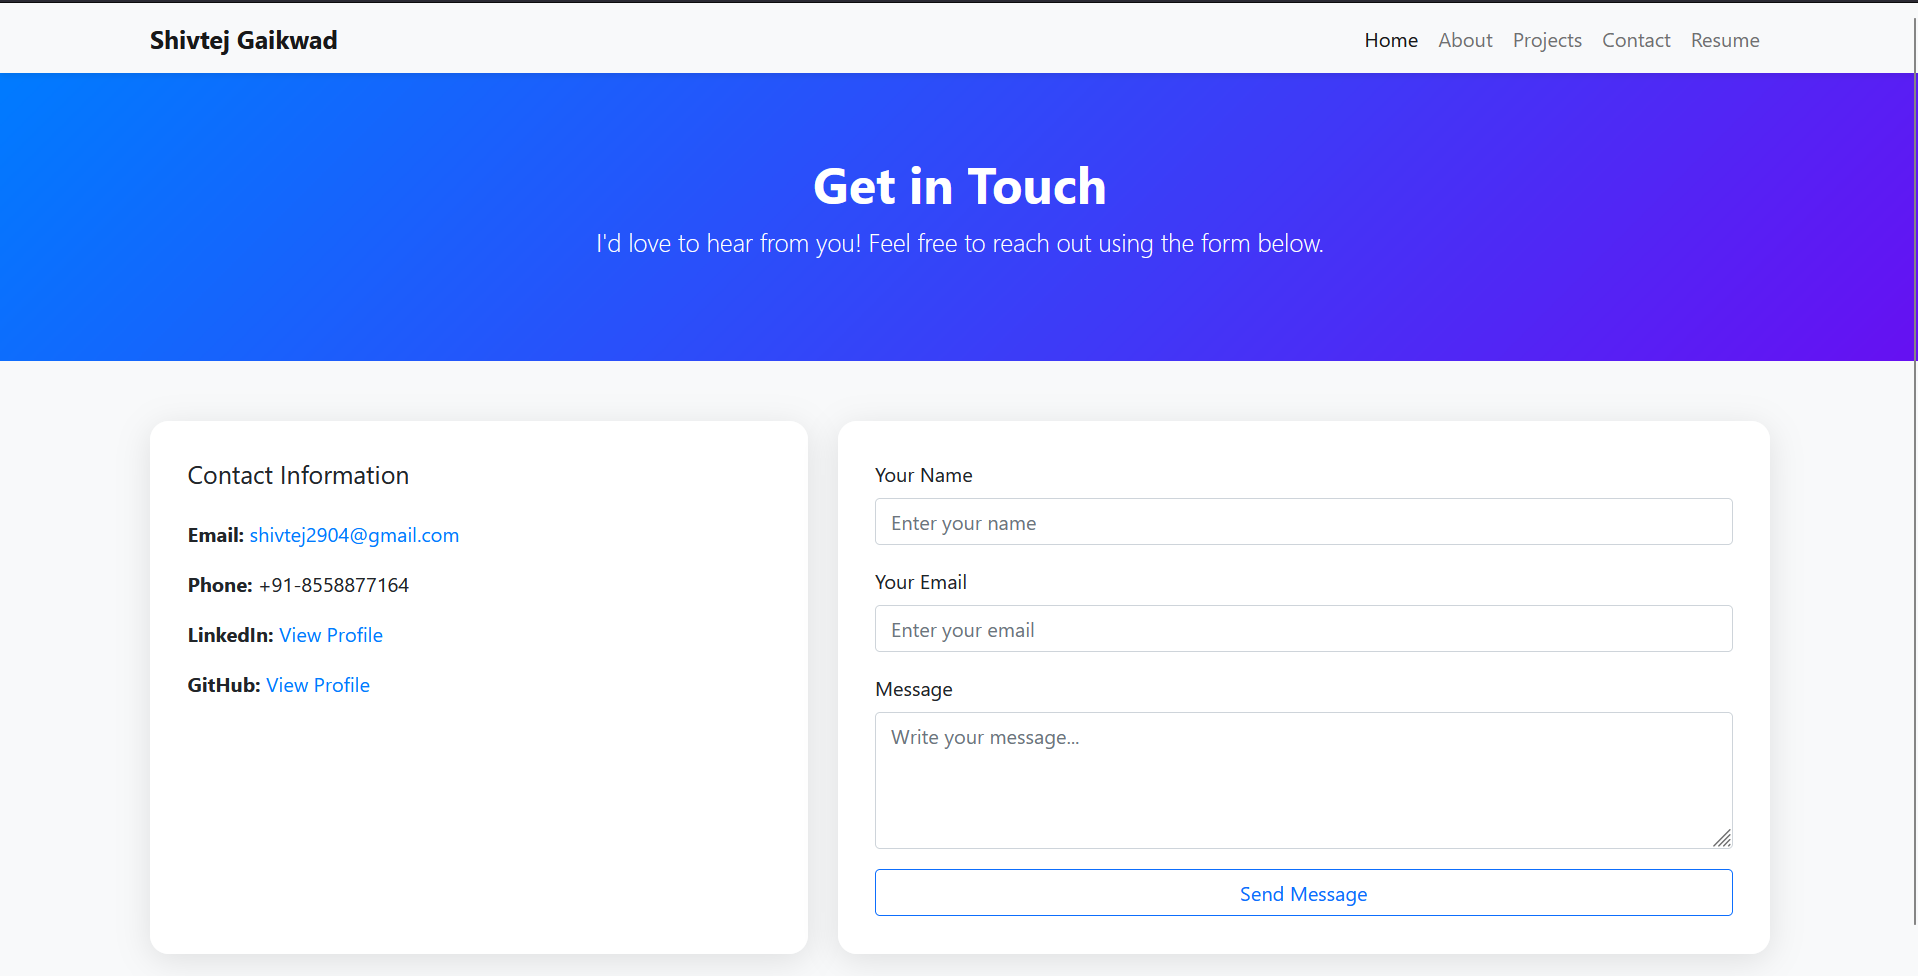 Shivtej Gaikwad
Home About Projects Contact Resume
Get in Touch
I'd love to hear from you! Feel free to reach out using the form below.
Contact Information
Email: shivtej2904@gmail.com
Phone: +91-8558877164
LinkedIn: View Profile
GitHub: View Profile
Your Name
Enter your name
Your Email
Enter your email
Message
Write your message...
Send Message